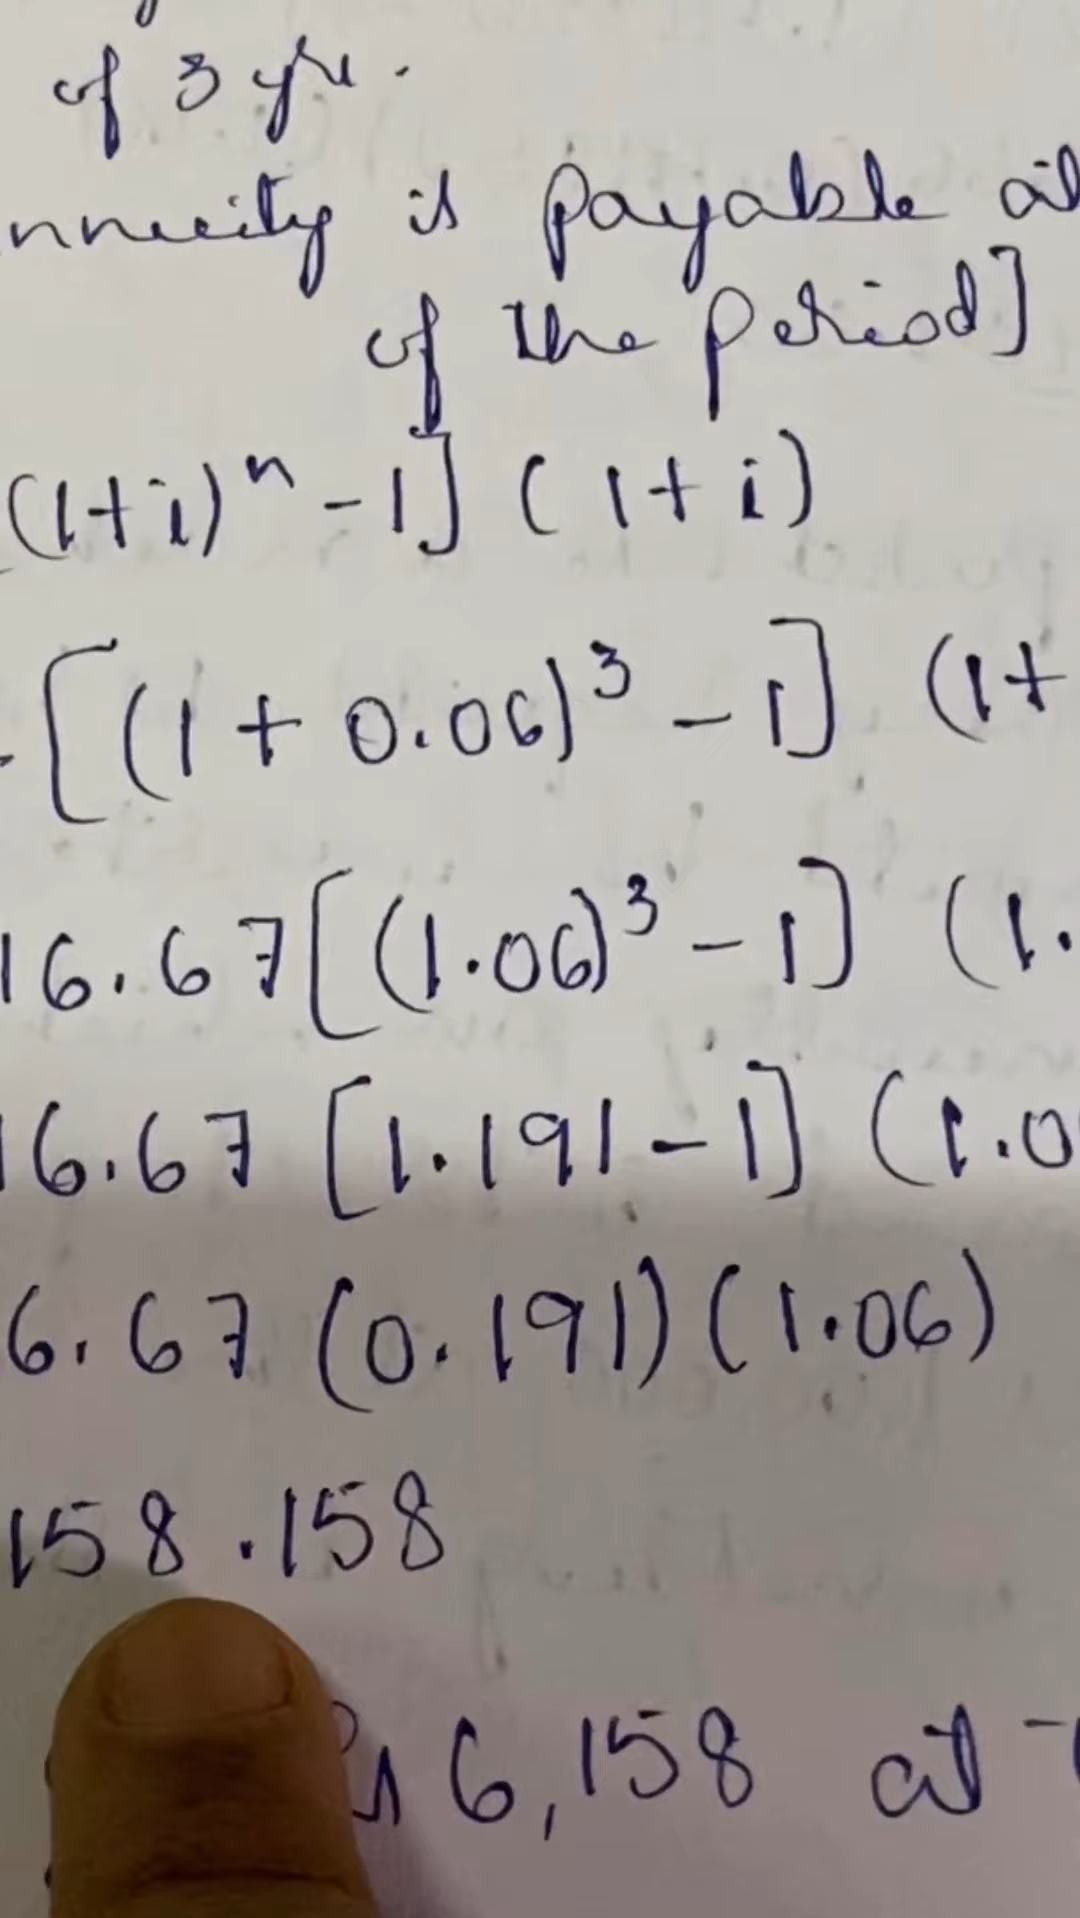 of 3 yrs.
nnuity is payable at
of the period]
(1+i)ⁿ -1] (1+i)
[(1+0.06)³ -1] (1+
16.67[(1.06)³ -1] (1.
16.67 [1.191-1] (1.0
6.67 (0.191) (1.06)
158.158
Rs 6,158 at